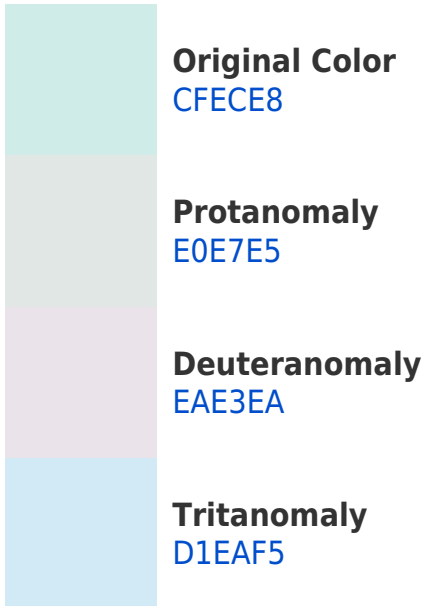 Original Color
CFECE8
Protanomaly
E0E7E5
Deuteranomaly
EAE3EA
Tritanomaly
D1EAF5